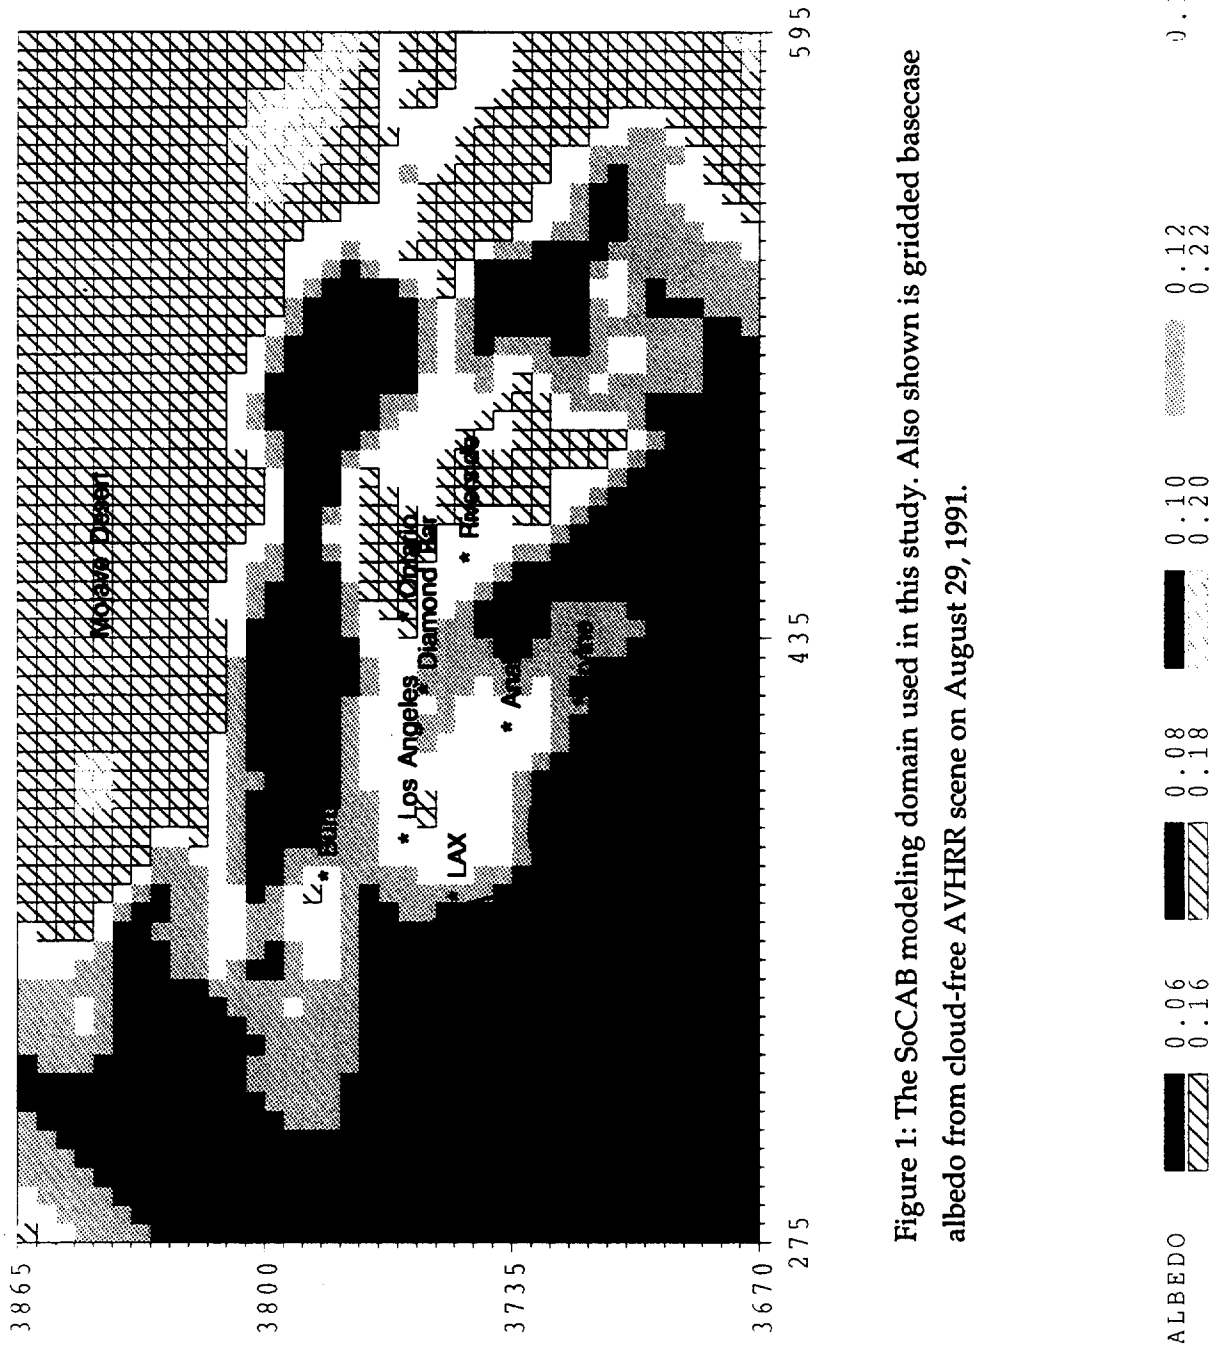 3865
3800
3735
3670
275
435
595
Mojave Desert
* Ontario
* Diamond Bar
* Riverside
* Los Angeles
* LAX
Figure 1: The SoCAB modeling domain used in this study. Also shown is gridded basecase
albedo from cloud-free AVHRR scene on August 29, 1991.
ALBEDO
0.06
0.08
0.10
0.12
0.16
0.18
0.20
0.22